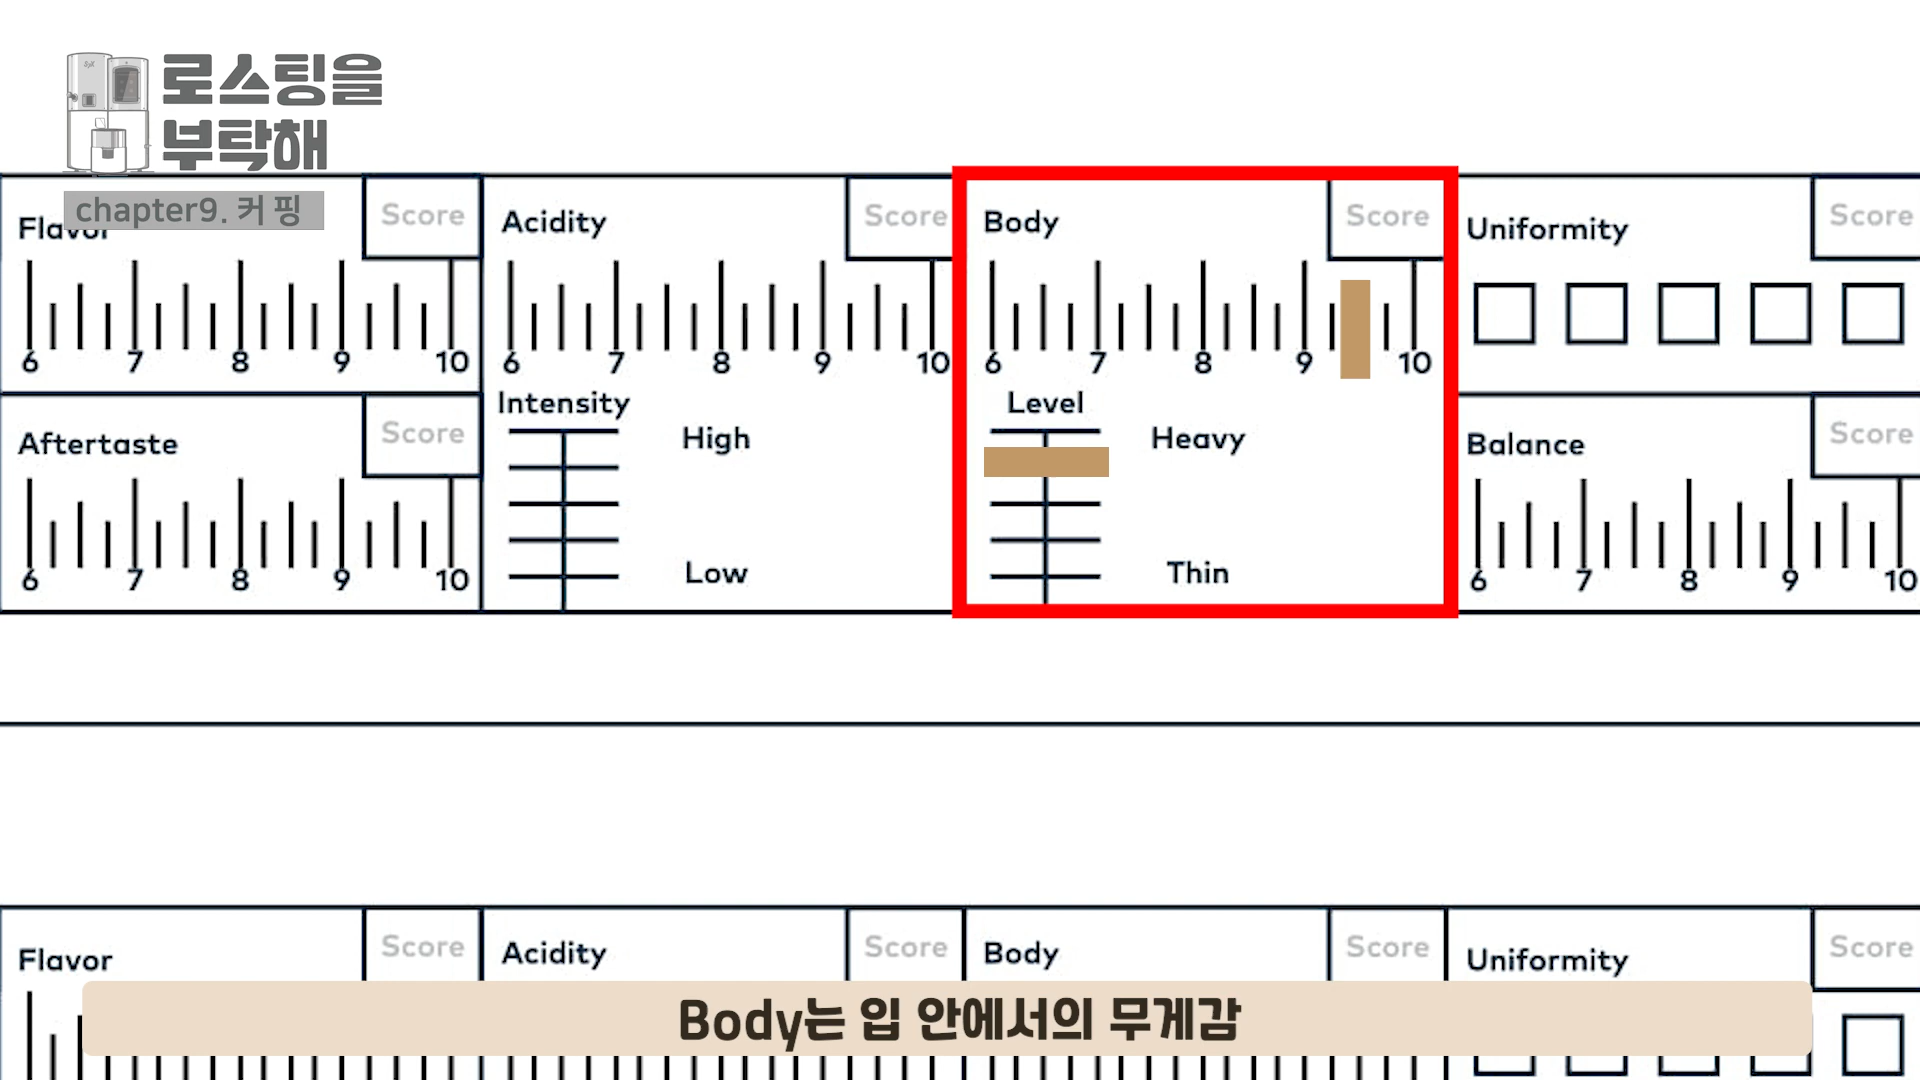 로스팅을
부탁해
chapter9. 커핑
Flavor
Score
6 7 8 9 10
Aftertaste
Score
6 7 8 9 10
Acidity
Score
6 7 8 9 10
Intensity
High
Low
Body
Score
6 7 8 9 10
Level
Heavy
Thin
Uniformity
Score
Balance
Score
6 7 8 9 10
Flavor
Score
Acidity
Score
Body
Score
Uniformity
Score
Body는 입 안에서의 무게감